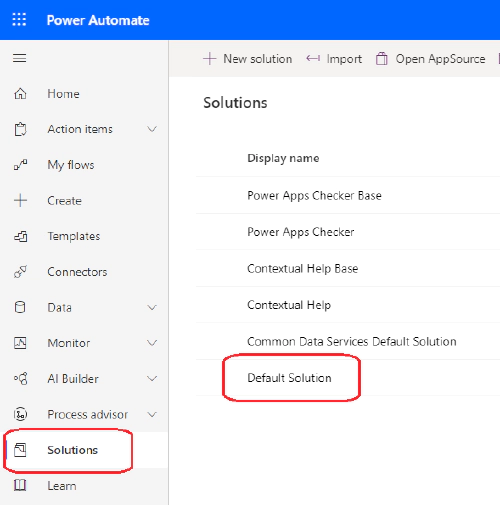 Power Automate
New solution
Import
Open AppSource
Home
Action items
My flows
Create
Templates
Connectors
Data
Monitor
AI Builder
Process advisor
Solutions
Learn
Solutions
Display name
Power Apps Checker Base
Power Apps Checker
Contextual Help Base
Contextual Help
Common Data Services Default Solution
Default Solution